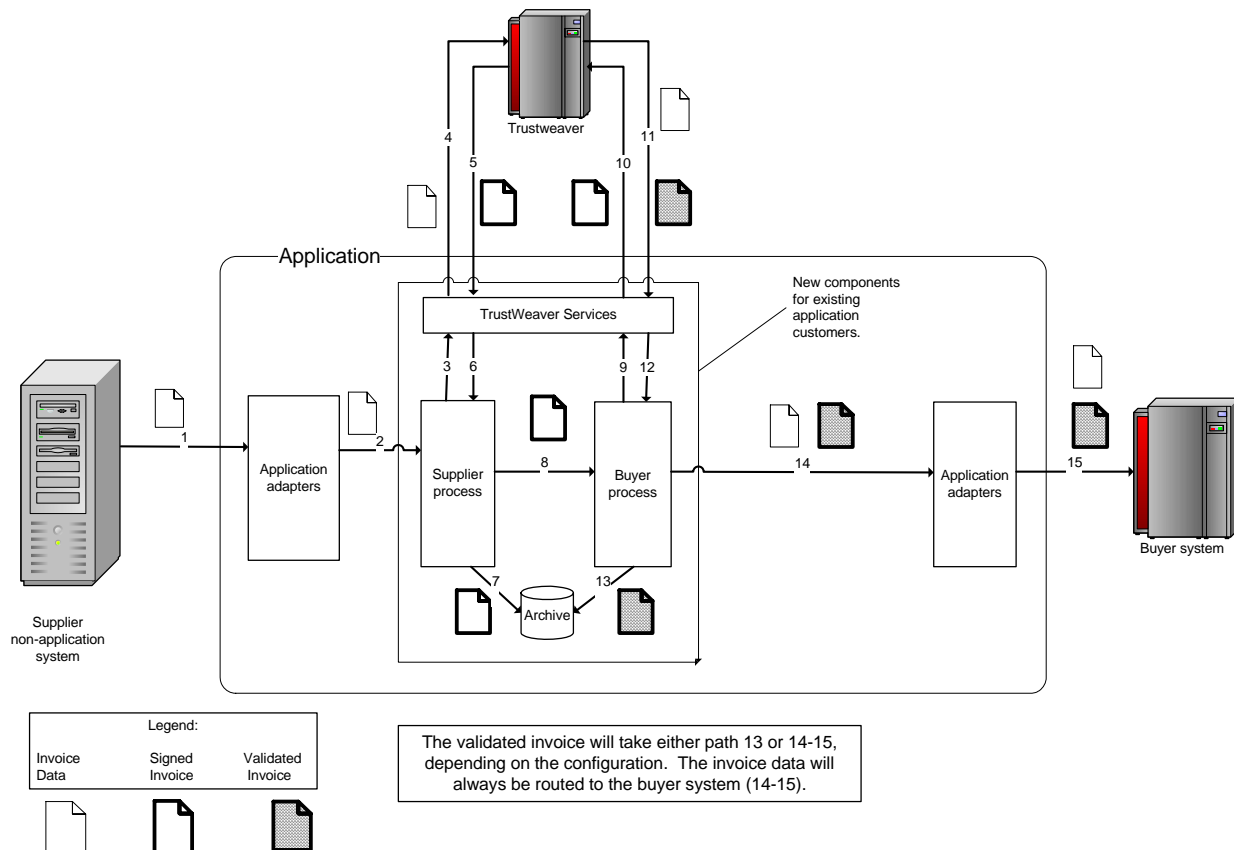 Trustweaver
4
5
10
11
Application
New components
for existing
application
customers.
TrustWeaver Services
3
6
9
12
1
2
Application
adapters
Supplier
process
8
Buyer
process
14
Application
adapters
15
Buyer system
7
13
Archive
Supplier
non-application
system
Legend:
Invoice
Data
Signed
Invoice
Validated
Invoice
The validated invoice will take either path 13 or 14-15,
depending on the configuration. The invoice data will
always be routed to the buyer system (14-15).